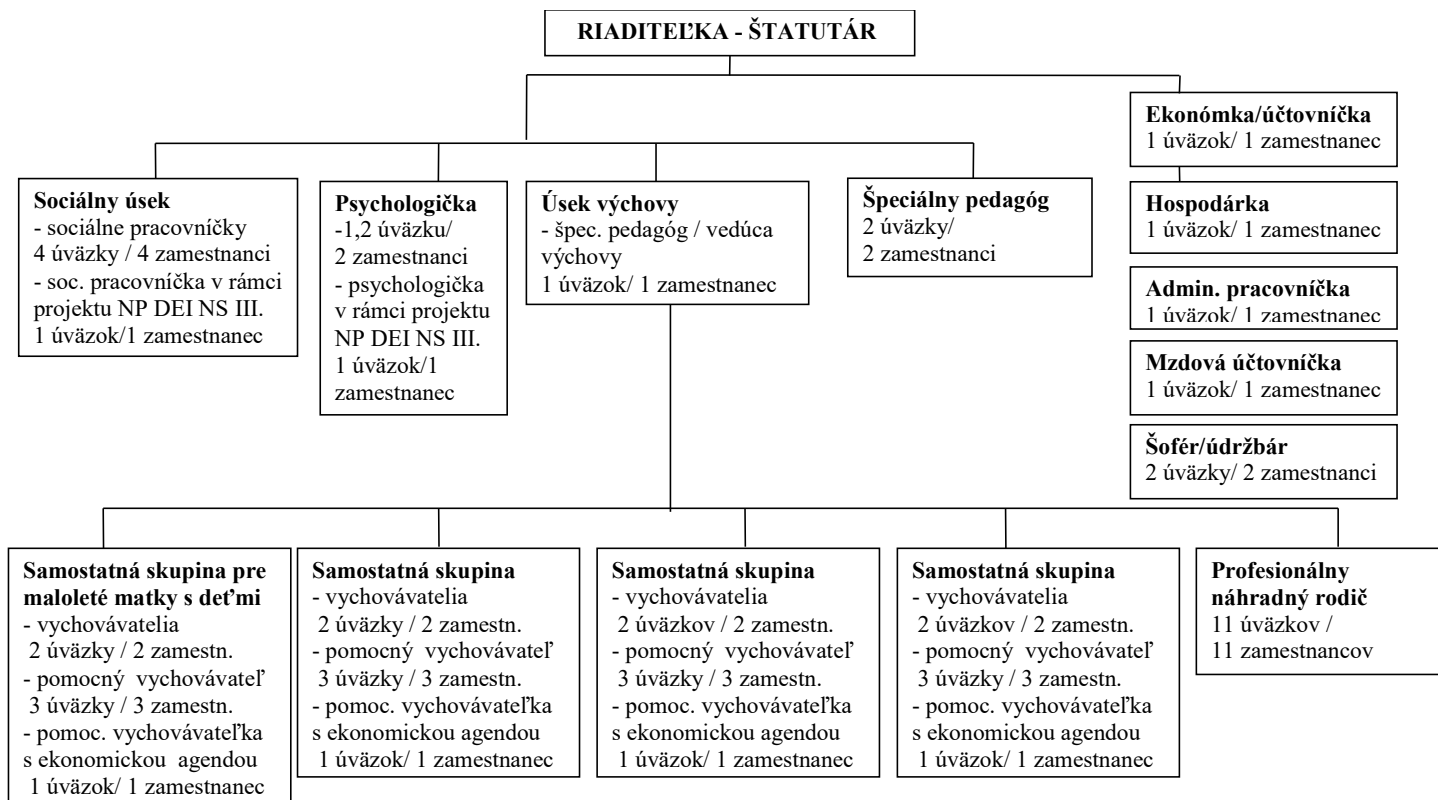 RIADITEĽKA - ŠTATUTÁR
Ekonómka/účtovníčka
1 úväzok/ 1 zamestnanec
Sociálny úsek
- sociálne pracovníčky
4 úväzky / 4 zamestnanci
- soc. pracovníčka v rámci
projektu NP DEI NS III.
1 úväzok/1 zamestnanec
Psychologička
-1,2 úväzku/
2 zamestnanci
- psychologička
v rámci projektu
NP DEI NS III.
1 úväzok/1
zamestnanec
Úsek výchovy
- špec. pedagóg / vedúca
výchovy
1 úväzok/ 1 zamestnanec
Špeciálny pedagóg
2 úväzky/
2 zamestnanci
Hospodárka
1 úväzok/ 1 zamestnanec
Admin. pracovníčka
1 úväzok/ 1 zamestnanec
Mzdová účtovníčka
1 úväzok/ 1 zamestnanec
Šofér/údržbár
2 úväzky/ 2 zamestnanci
Samostatná skupina pre
maloleté matky s deťmi
- vychovávatelia
2 úväzky / 2 zamestn.
- pomocný vychovávateľ
3 úväzky / 3 zamestn.
- pomoc. vychovávateľka
s ekonomickou agendou
1 úväzok/ 1 zamestnanec
Samostatná skupina
- vychovávatelia
2 úväzky / 2 zamestn.
- pomocný vychovávateľ
3 úväzky / 3 zamestn.
- pomoc. vychovávateľka
s ekonomickou agendou
1 úväzok/ 1 zamestnanec
Samostatná skupina
- vychovávatelia
2 úväzkov / 2 zamestn.
- pomocný vychovávateľ
3 úväzky / 3 zamestn.
- pomoc. vychovávateľka
s ekonomickou agendou
1 úväzok/ 1 zamestnanec
Samostatná skupina
- vychovávatelia
2 úväzkov / 2 zamestn.
- pomocný vychovávateľ
3 úväzky / 3 zamestn.
- pomoc. vychovávateľka
s ekonomickou agendou
1 úväzok/ 1 zamestnanec
Profesionálny
náhradný rodič
11 úväzkov /
11 zamestnancov